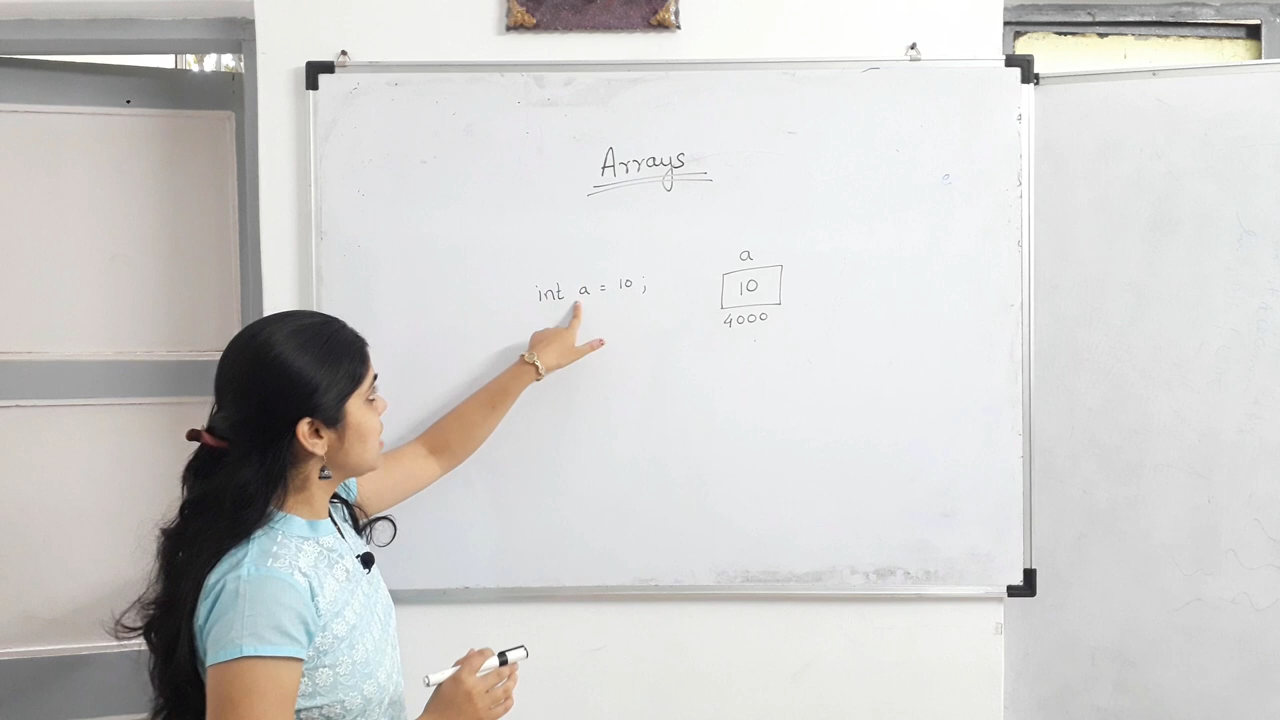 Arrays
int a = 10 ;
a
10
4000